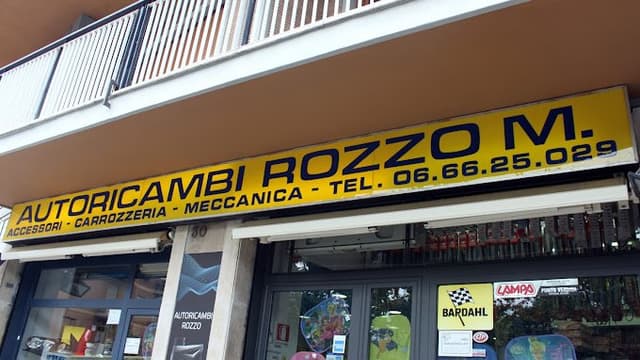 AUTORICAMBI ROZZO M.
ACCESSORI - CARROZZERIA - MECCANICA - TEL. 06.66.25.029
80
AUTORICAMBI
ROZZO
BARDAHL
LAMPA